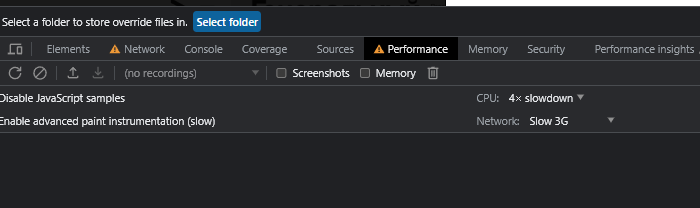 Select a folder to store override files in. Select folder
Elements Network Console Coverage Sources Performance Memory Security Performance insights
(no recordings) Screenshots Memory
Disable JavaScript samples CPU: 4× slowdown
Enable advanced paint instrumentation (slow) Network: Slow 3G